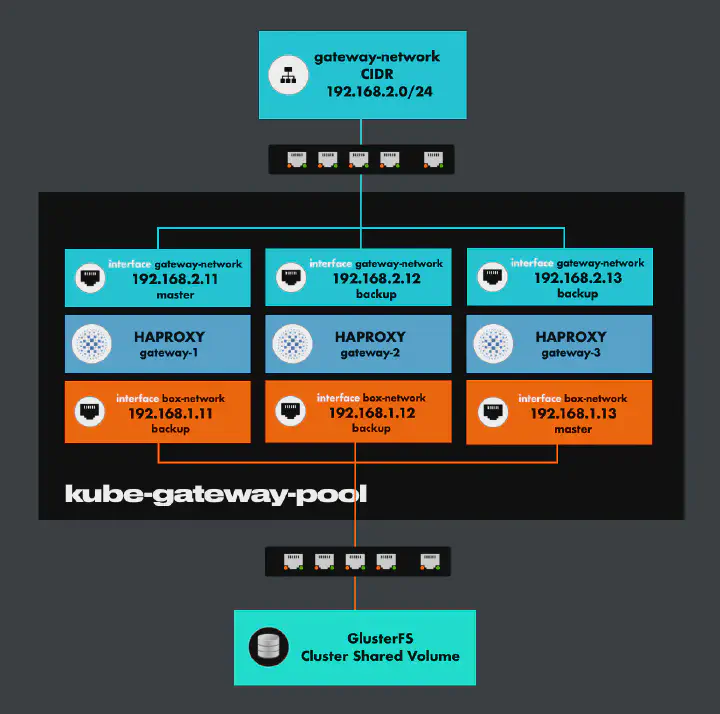 gateway-network
CIDR
192.168.2.0/24
interface gateway-network
192.168.2.11
master
interface gateway-network
192.168.2.12
backup
interface gateway-network
192.168.2.13
backup
HAPROXY
gateway-1
HAPROXY
gateway-2
HAPROXY
gateway-3
interface box-network
192.168.1.11
backup
interface box-network
192.168.1.12
backup
interface box-network
192.168.1.13
master
kube-gateway-pool
GlusterFS
Cluster Shared Volume